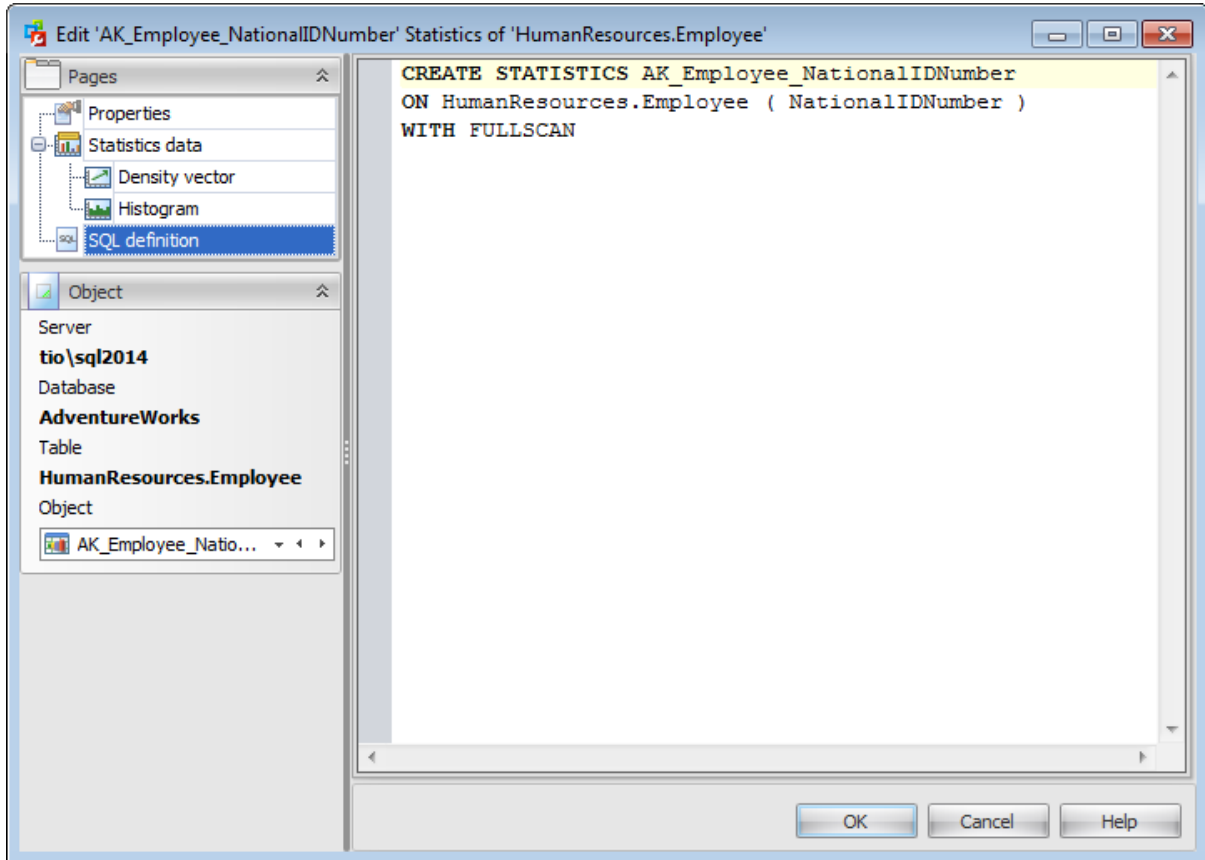 Edit 'AK_Employee_NationalIDNumber' Statistics of 'HumanResources.Employee'
Pages
Properties
Statistics data
Density vector
Histogram
SQL
SQL definition
Object
Server
tio\sql2014
Database
AdventureWorks
Table
HumanResources.Employee
Object
AK_Employee_Natio...
CREATE STATISTICS AK_Employee_NationalIDNumber
ON HumanResources.Employee ( NationalIDNumber )
WITH FULLSCAN
OK
Cancel
Help